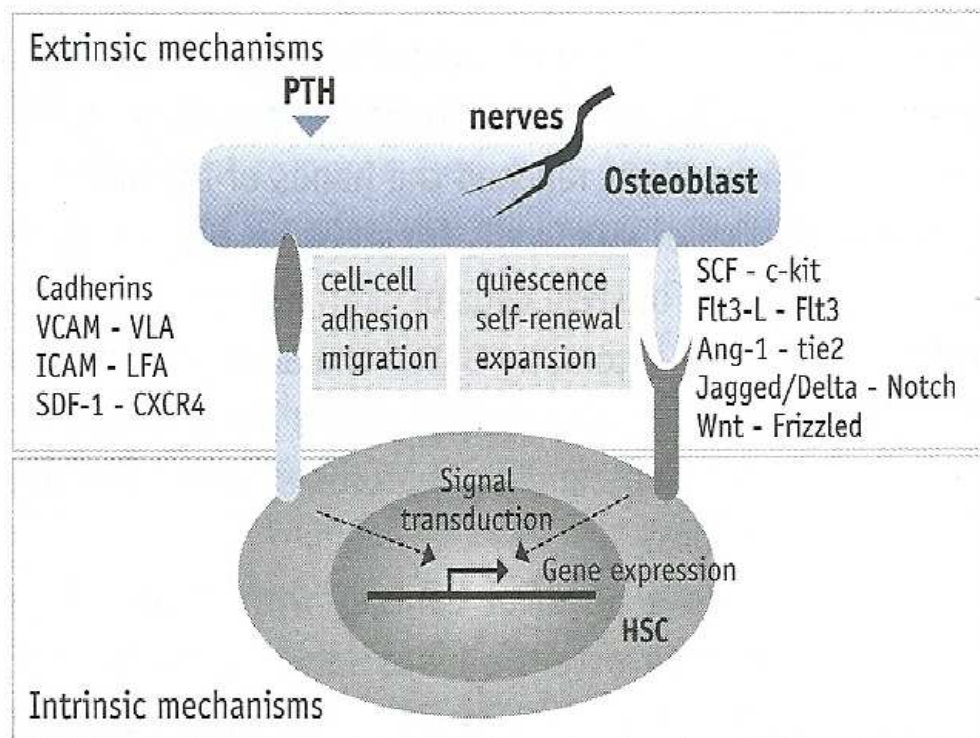 Extrinsic mechanisms
PTH
nerves
Osteoblast
Cadherins
VCAM - VLA
ICAM - LFA
SDF-1 - CXCR4
cell-cell
adhesion
migration
quiescence
self-renewal
expansion
SCF - c-kit
Flt3-L - Flt3
Ang-1 - tie2
Jagged/Delta - Notch
Wnt - Frizzled
Signal
transduction
Gene expression
HSC
Intrinsic mechanisms